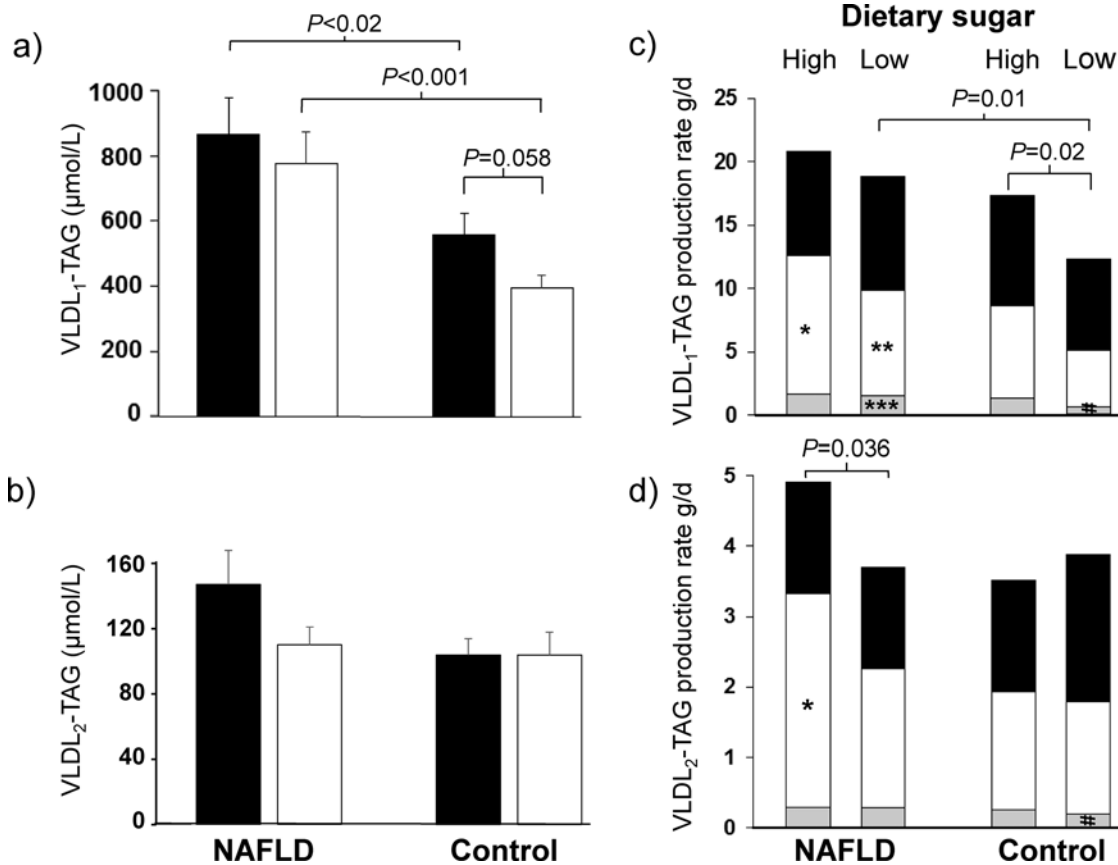 a)
P<0.02
P<0.001
P=0.058
VLDL₁-TAG (µmol/L)
1000
800
600
400
200
0
b)
VLDL₂-TAG (µmol/L)
160
120
80
40
0
NAFLD Control
Dietary sugar
c)
High Low High Low
P=0.01
P=0.02
VLDL₁-TAG production rate g/d
25
20
15
10
5
0
*
**
***
#
d)
P=0.036
VLDL₂-TAG production rate g/d
5
4
3
2
1
0
*
#
NAFLD Control